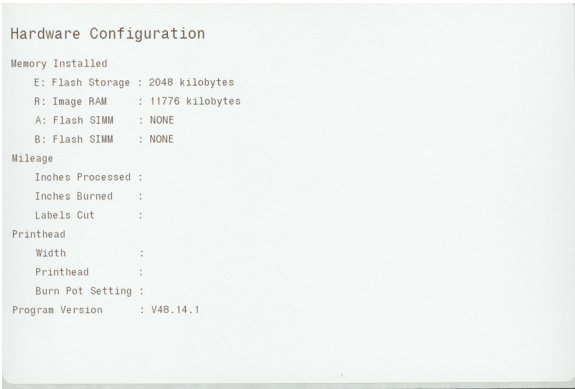 Hardware Configuration
Memory Installed
E: Flash Storage : 2048 kilobytes
R: Image RAM : 11776 kilobytes
A: Flash SIMM : NONE
B: Flash SIMM : NONE
Mileage
Inches Processed :
Inches Burned :
Labels Cut :
Printhead
Width :
Printhead :
Burn Pot Setting :
Program Version : V48.14.1